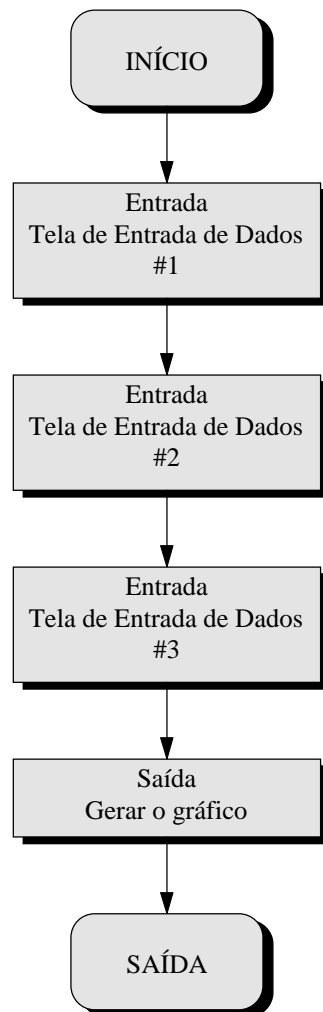 INÍCIO
Entrada
Tela de Entrada de Dados
#1
Entrada
Tela de Entrada de Dados
#2
Entrada
Tela de Entrada de Dados
#3
Saída
Gerar o gráfico
SAÍDA